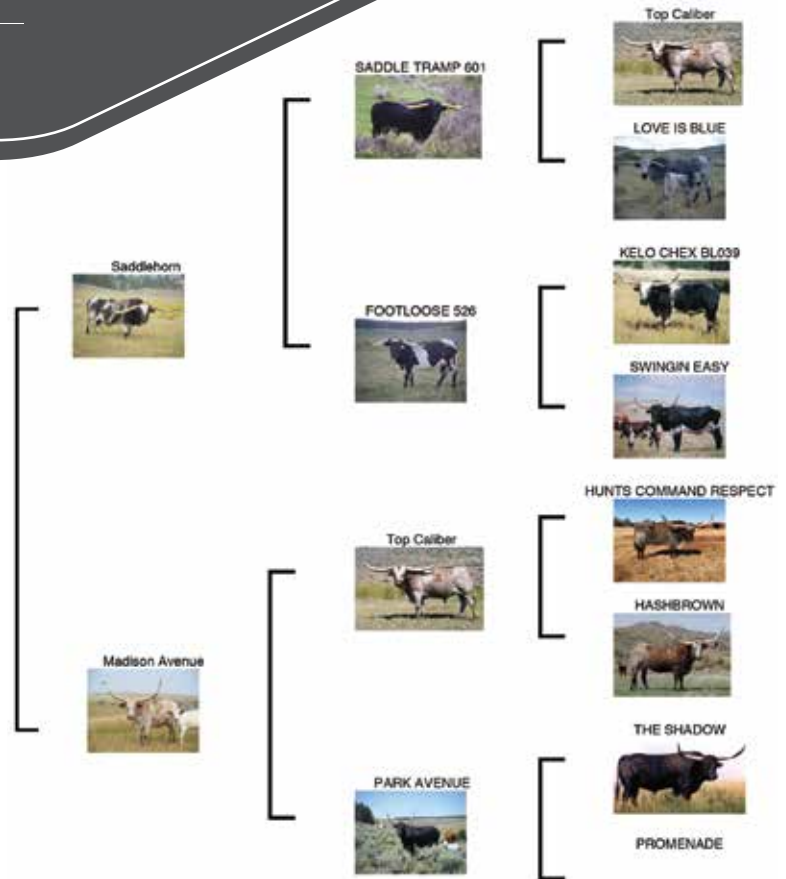 Top Caliber
SADDLE TRAMP 601
LOVE IS BLUE
KELO CHEX BL039
Saddlehorn
FOOTLOOSE 526
SWINGIN EASY
HUNTS COMMAND RESPECT
Top Caliber
HASHBROWN
Madison Avenue
THE SHADOW
PARK AVENUE
PROMENADE